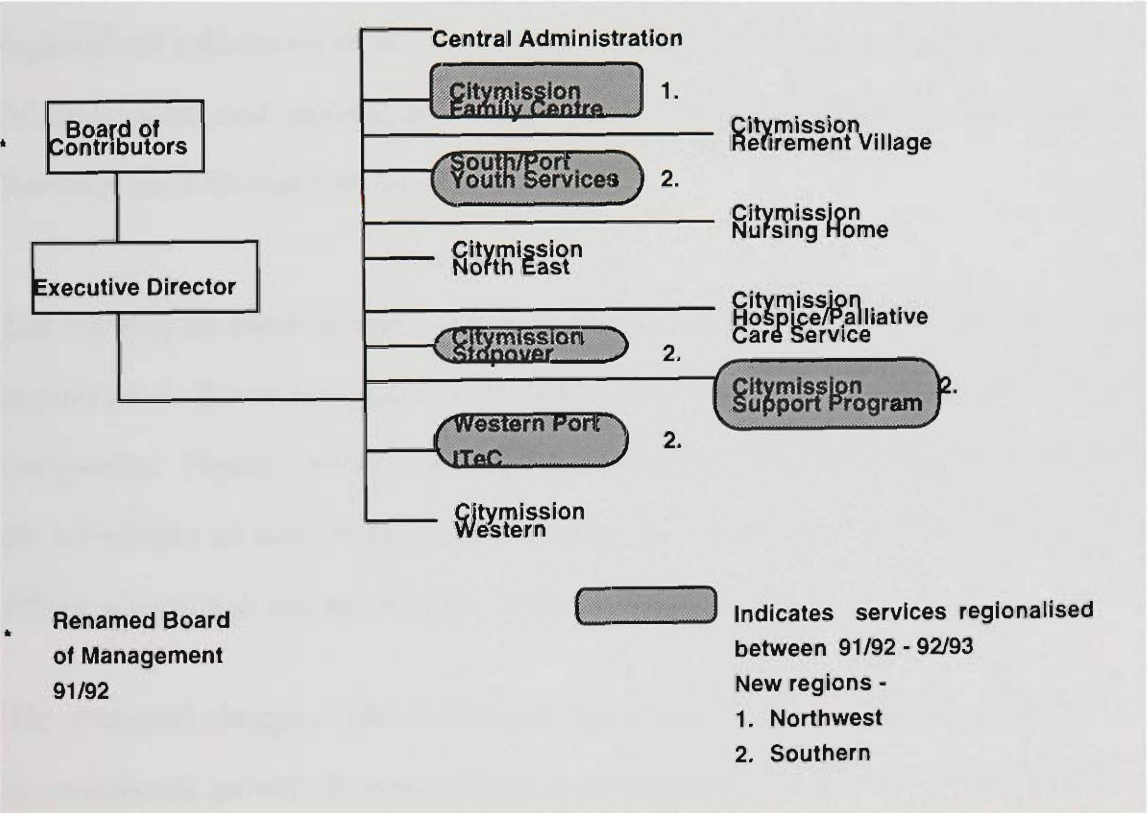 Central Administration
Citymission
Family Centre
1.
*
Board of
Contributors
Citymission
Retirement Village
South/Port
Youth Services
2.
Citymission
Nursing Home
Citymission
North East
Executive Director
Citymission
Hospice/Palliative
Care Service
Citymission
Stopover
2.
Citymission
Support Program
2.
Western Port
ITeC
2.
Citymission
Western
*
Renamed Board
of Management
91/92
Indicates services regionalised
between 91/92 - 92/93
New regions -
1. Northwest
2. Southern